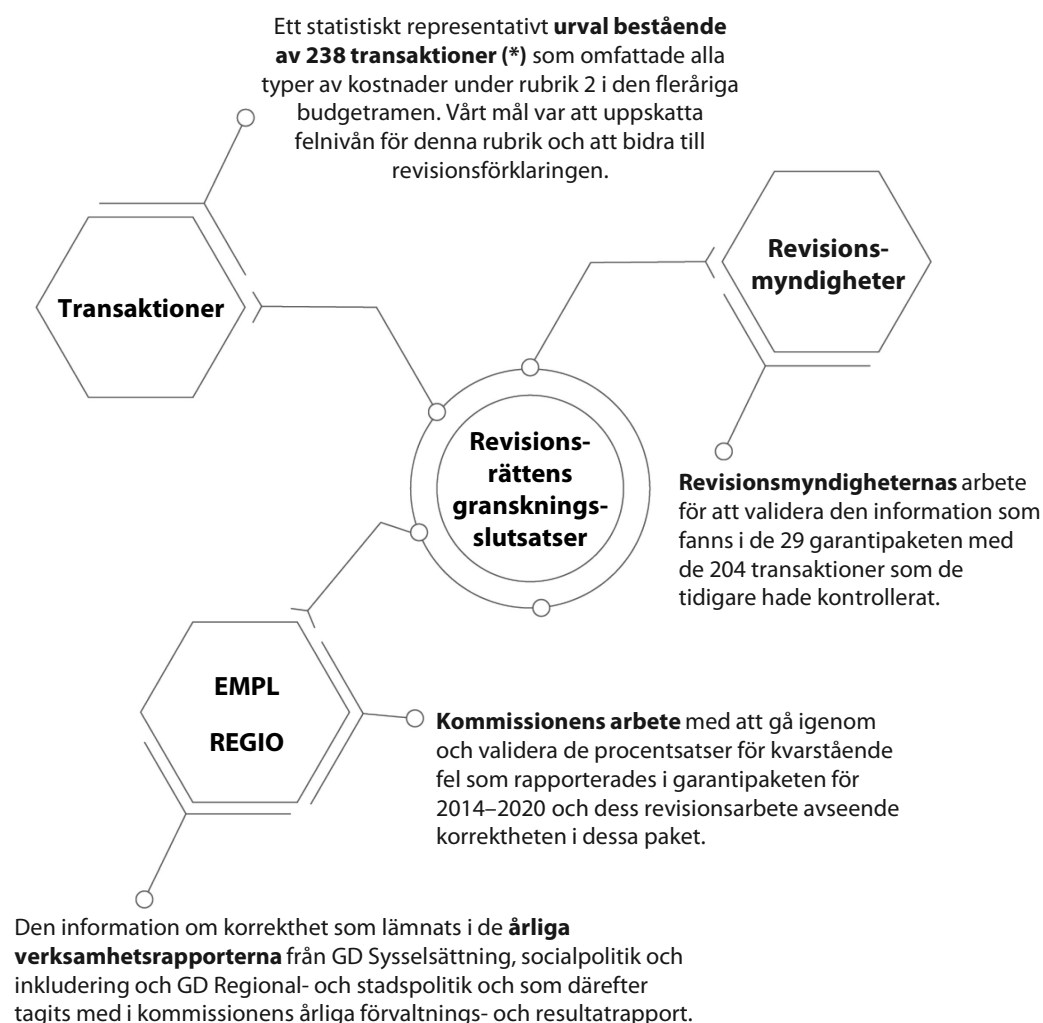 Ett statistiskt representativt urval bestående
av 238 transaktioner (*) som omfattade alla
typer av kostnader under rubrik 2 i den fleråriga
budgetramen. Vårt mål var att uppskatta
felnivån för denna rubrik och att bidra till
revisionsförklaringen.
Transaktioner
Revisions-
myndigheter
Revisions-
rättens
gransknings-
slutsatser
Revisionsmyndigheternas arbete
för att validera den information som
fanns i de 29 garantipaketen med
de 204 transaktioner som de
tidigare hade kontrollerat.
EMPL
REGIO
Kommissionens arbete med att gå igenom
och validera de procentsatser för kvarstående
fel som rapporterades i garantipaketen för
2014–2020 och dess revisionsarbete avseende
korrektheten i dessa paket.
Den information om korrekthet som lämnats i de årliga
verksamhetsrapporterna från GD Sysselsättning, socialpolitik och
inkludering och GD Regional- och stadspolitik och som därefter
tagits med i kommissionens årliga förvaltnings- och resultatrapport.